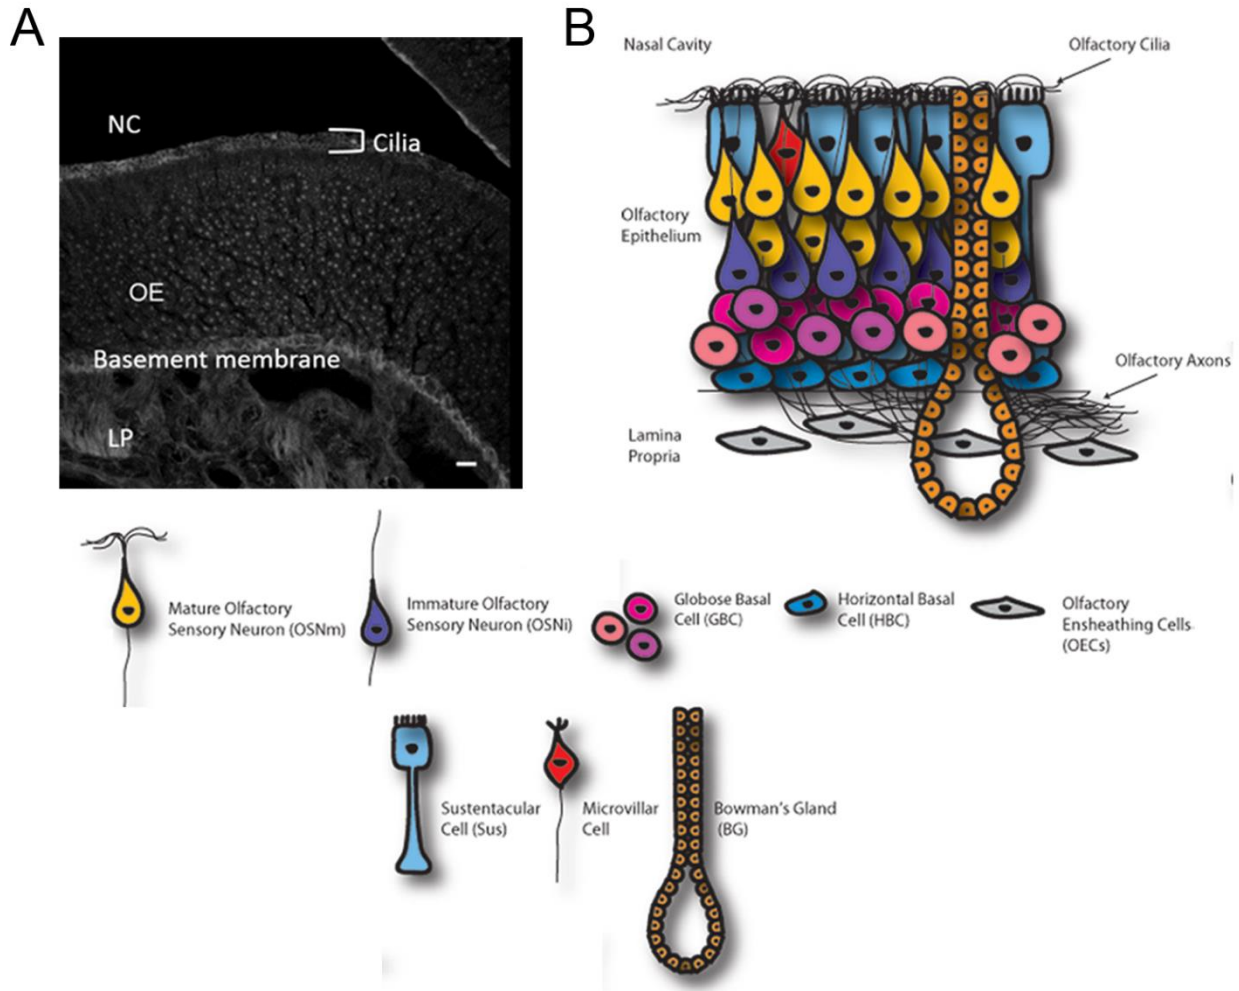 A
NC
Cilia
OE
Basement membrane
LP
B
Nasal Cavity
Olfactory Cilia
Olfactory
Epithelium
Olfactory Axons
Lamina
Propria
Mature Olfactory
Sensory Neuron (OSNm)
Immature Olfactory
Sensory Neuron (OSNi)
Globose Basal
Cell (GBC)
Horizontal Basal
Cell (HBC)
Olfactory
Ensheathing Cells
(OECs)
Sustentacular
Cell (Sus)
Microvillar
Cell
Bowman's Gland
(BG)